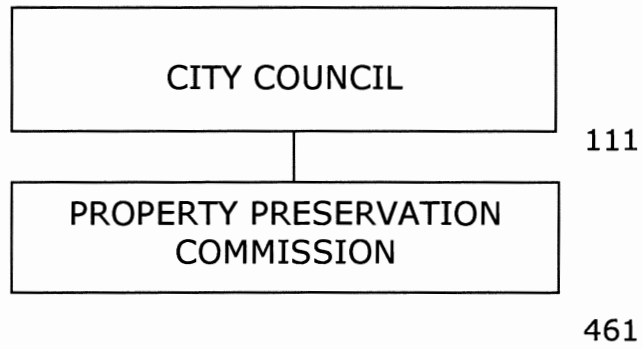 CITY COUNCIL
111
PROPERTY PRESERVATION
COMMISSION
461